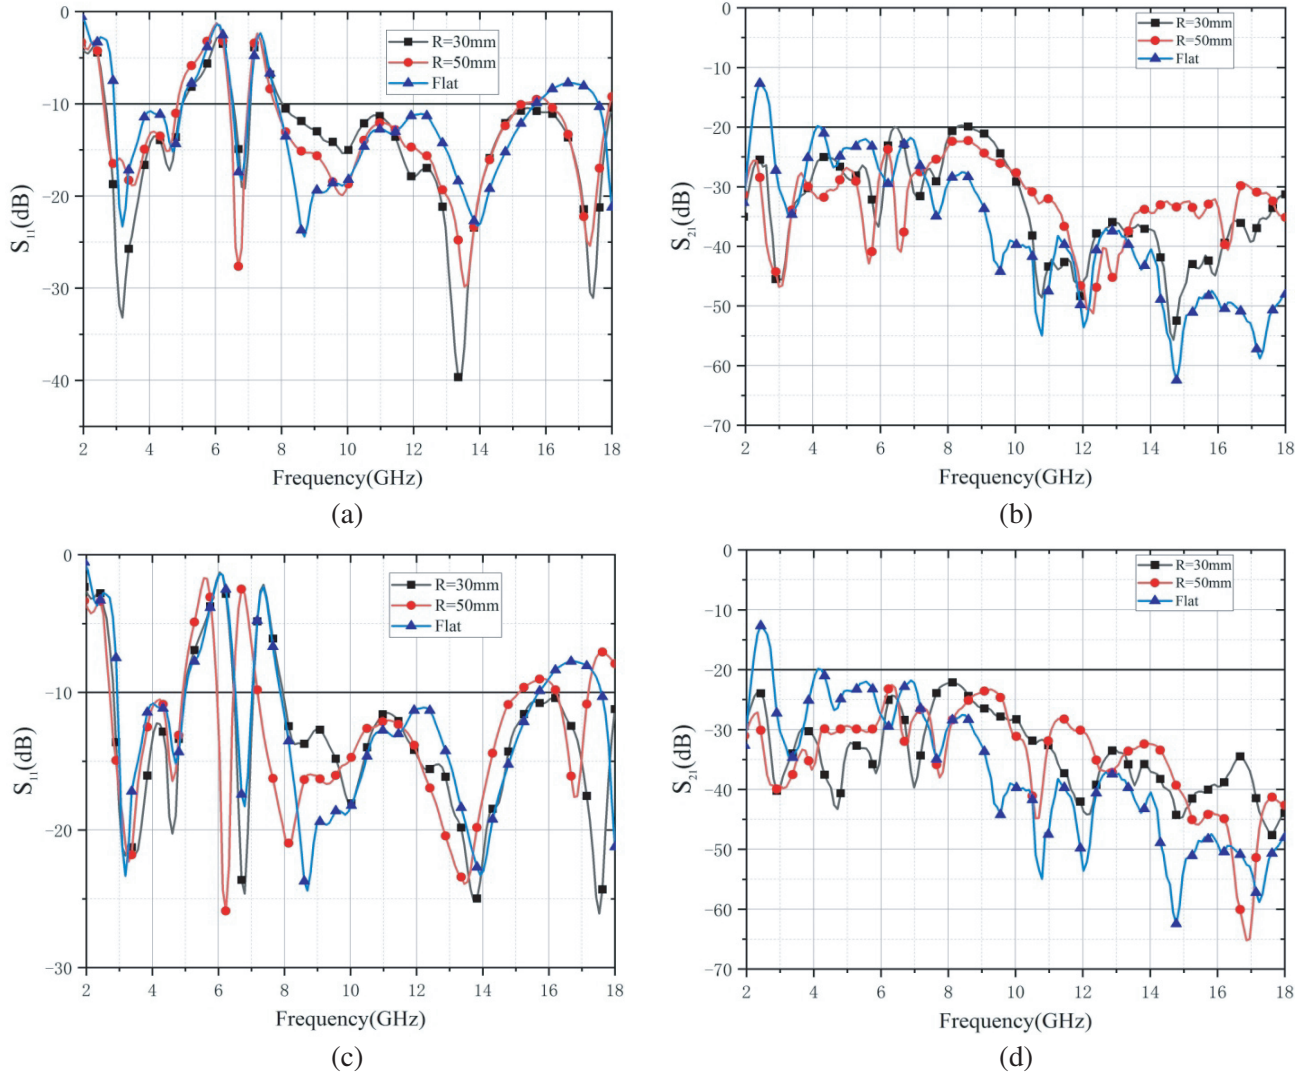 0
−10
−20
−30
−40
S11(dB)
R=30mm
R=50mm
Flat
2 4 6 8 10 12 14 16 18
Frequency(GHz)
(a)
0
−10
−20
−30
−40
−50
−60
−70
S21(dB)
R=30mm
R=50mm
Flat
2 4 6 8 10 12 14 16 18
Frequency(GHz)
(b)
0
−10
−20
−30
S11(dB)
R=30mm
R=50mm
Flat
2 4 6 8 10 12 14 16 18
Frequency(GHz)
(c)
0
−10
−20
−30
−40
−50
−60
−70
S21(dB)
R=30mm
R=50mm
Flat
2 4 6 8 10 12 14 16 18
Frequency(GHz)
(d)